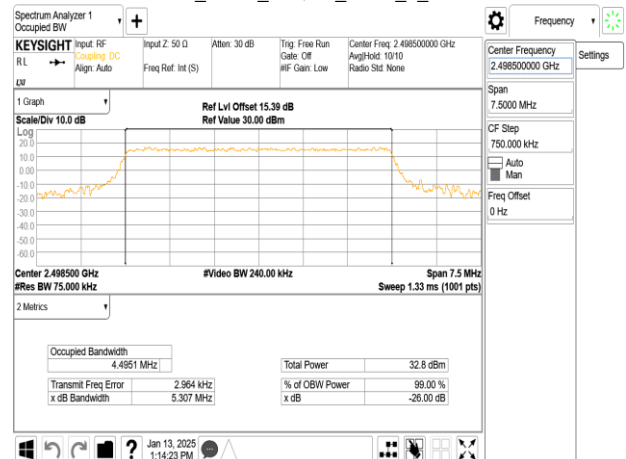 Spectrum Analyzer 1
Occupied BW
Frequency
KEYSIGHT
RL
LXI
Input: RF
Coupling: DC
Align: Auto
Input Z: 50 Ω
Freq Ref: Int (S)
Atten: 30 dB
Trig: Free Run
Gate: Off
#IF Gain: Low
Center Freq: 2.498500000 GHz
Avg|Hold: 10/10
Radio Std: None
Center Frequency
2.498500000 GHz
Settings
Span
7.5000 MHz
CF Step
750.000 kHz
Auto
Man
Freq Offset
0 Hz
1 Graph
Scale/Div 10.0 dB
Ref Lvl Offset 15.39 dB
Ref Value 30.00 dBm
Log
20.0
10.0
0.00
-10.0
-20.0
-30.0
-40.0
-50.0
-60.0
Center 2.498500 GHz
#Res BW 75.000 kHz
#Video BW 240.00 kHz
Span 7.5 MHz
Sweep 1.33 ms (1001 pts)
2 Metrics
Occupied Bandwidth
4.4951 MHz
Total Power 32.8 dBm
Transmit Freq Error 2.964 kHz
% of OBW Power 99.00 %
x dB Bandwidth 5.307 MHz
x dB -26.00 dB
?
Jan 13, 2025
1:14:23 PM